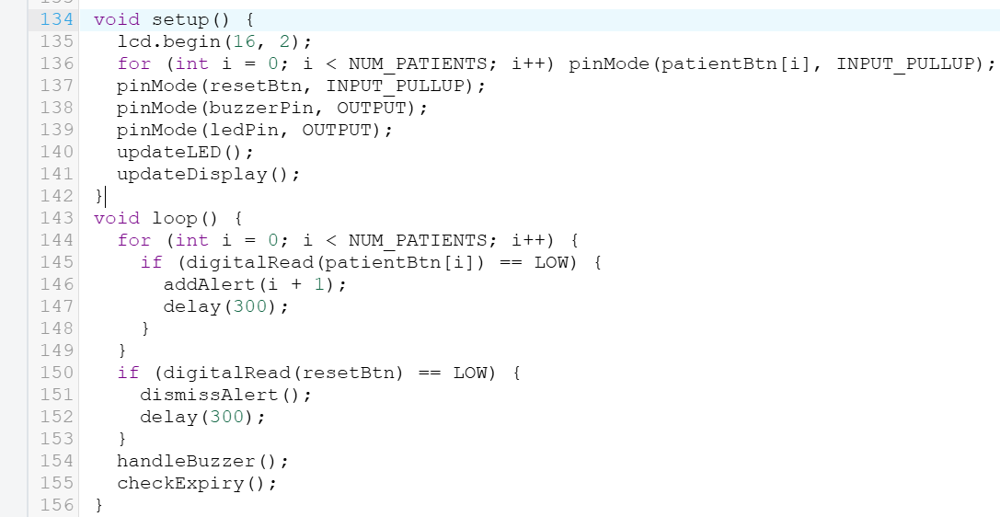 134 void setup() {
135   lcd.begin(16, 2);
136   for (int i = 0; i < NUM_PATIENTS; i++) pinMode(patientBtn[i], INPUT_PULLUP);
137   pinMode(resetBtn, INPUT_PULLUP);
138   pinMode(buzzerPin, OUTPUT);
139   pinMode(ledPin, OUTPUT);
140   updateLED();
141   updateDisplay();
142 }
143 void loop() {
144   for (int i = 0; i < NUM_PATIENTS; i++) {
145     if (digitalRead(patientBtn[i]) == LOW) {
146       addAlert(i + 1);
147       delay(300);
148     }
149   }
150   if (digitalRead(resetBtn) == LOW) {
151     dismissAlert();
152     delay(300);
153   }
154   handleBuzzer();
155   checkExpiry();
156 }